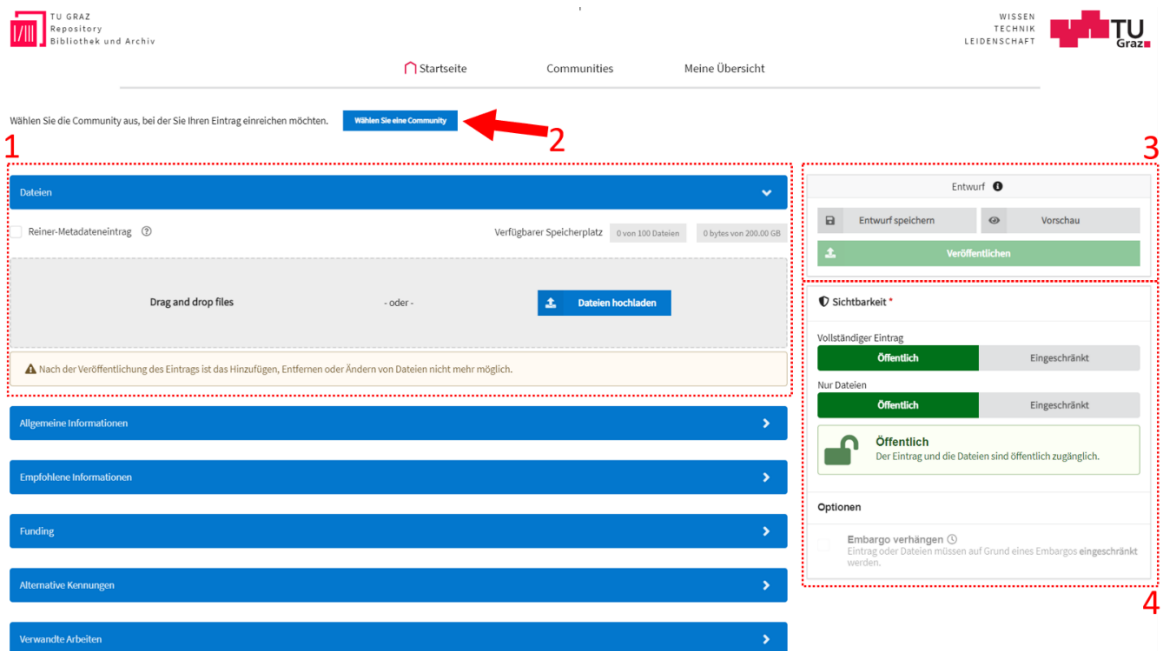 TU GRAZ
Repository
Bibliothek und Archiv
WISSEN
TECHNIK
LEIDENSCHAFT
TU
Graz
Startseite Communities Meine Übersicht
Wählen Sie die Community aus, bei der Sie Ihren Eintrag einreichen möchten. Wählen Sie eine Community
2
1
3
Dateien
Reiner-Metadateneintrag Verfügbarer Speicherplatz 0 von 100 Dateien 0 bytes von 200.00 GB
Drag and drop files - oder - Dateien hochladen
Nach der Veröffentlichung des Eintrags ist das Hinzufügen, Entfernen oder Ändern von Dateien nicht mehr möglich.
Allgemeine Informationen
Empfohlene Informationen
Funding
Alternative Kennungen
Verwandte Arbeiten
Entwurf
Entwurf speichern Vorschau
Veröffentlichen
Sichtbarkeit *
Vollständiger Eintrag
Öffentlich Eingeschränkt
Nur Dateien
Öffentlich Eingeschränkt
Öffentlich
Der Eintrag und die Dateien sind öffentlich zugänglich.
Optionen
Embargo verhängen
Eintrag oder Dateien müssen auf Grund eines Embargos eingeschränkt
werden.
4